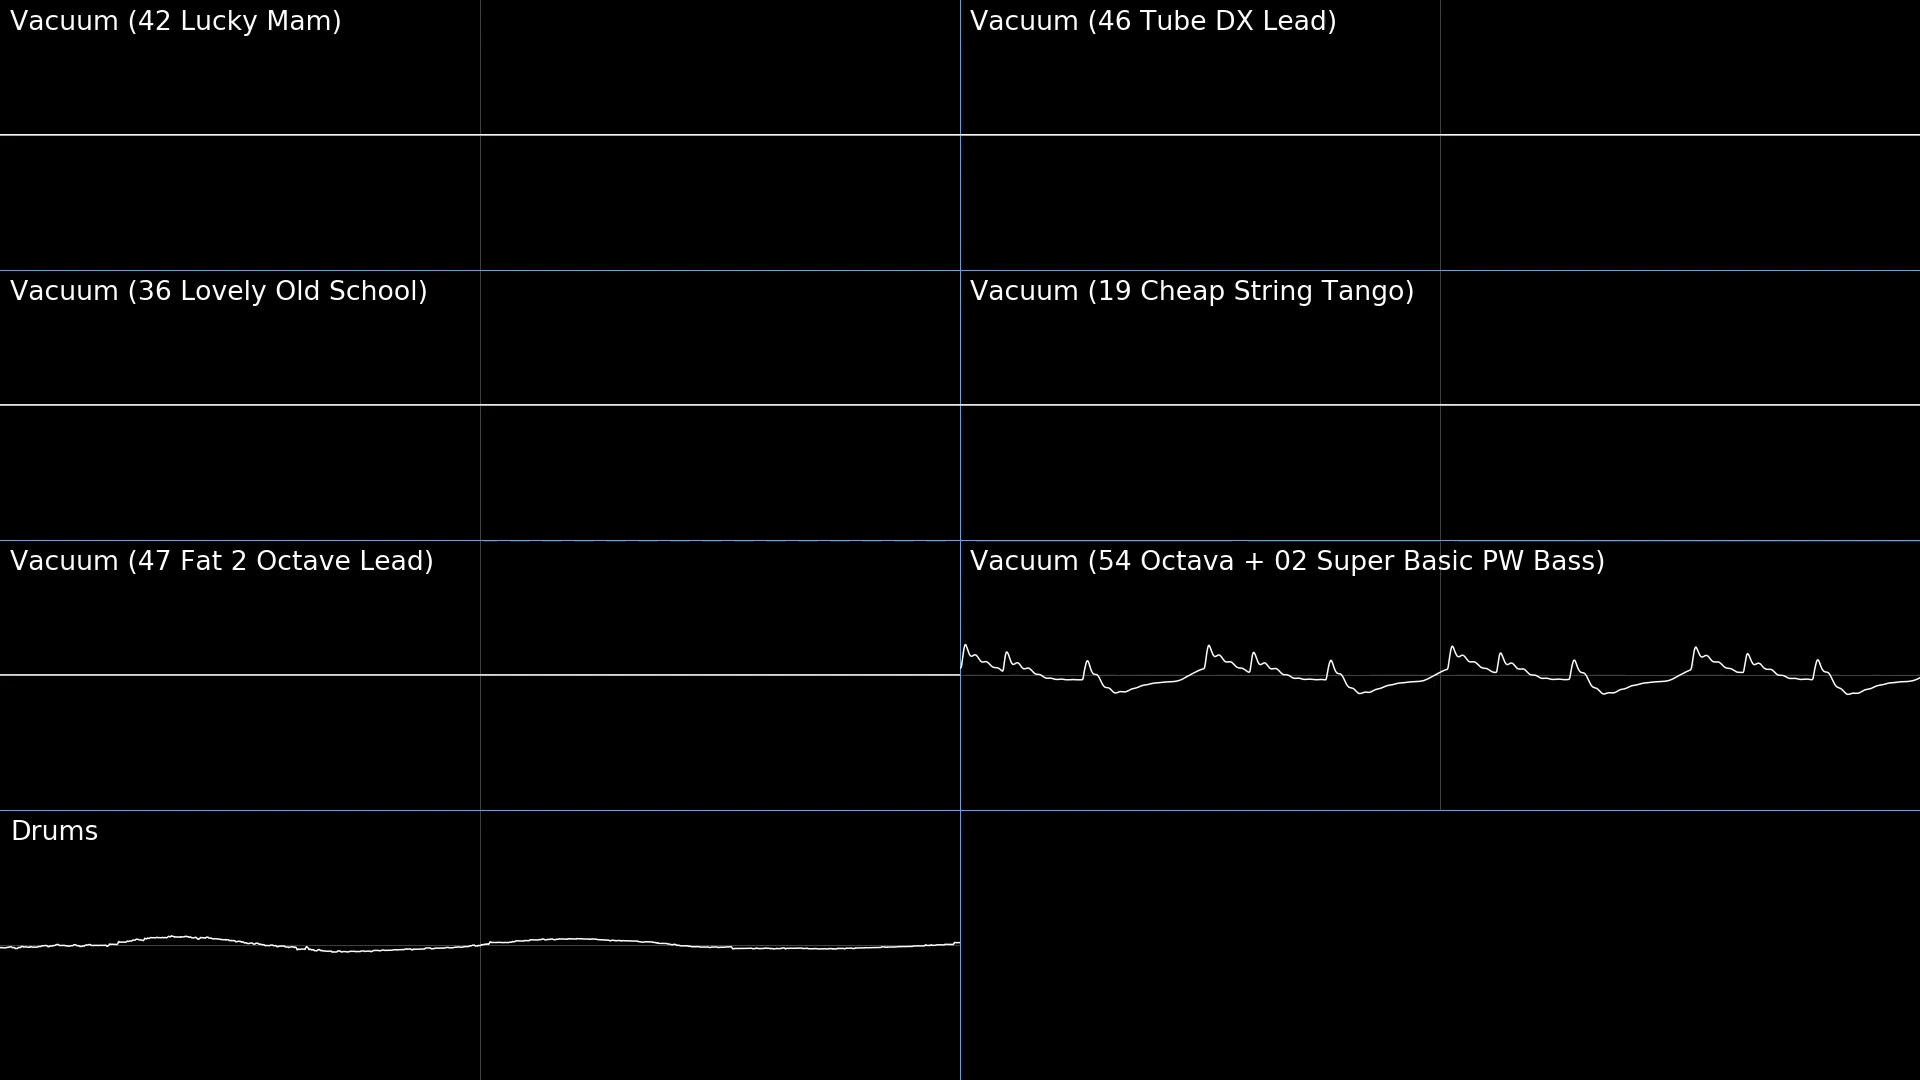 Vacuum (42 Lucky Mam)
Vacuum (46 Tube DX Lead)
Vacuum (36 Lovely Old School)
Vacuum (19 Cheap String Tango)
Vacuum (47 Fat 2 Octave Lead)
Vacuum (54 Octava + 02 Super Basic PW Bass)
Drums